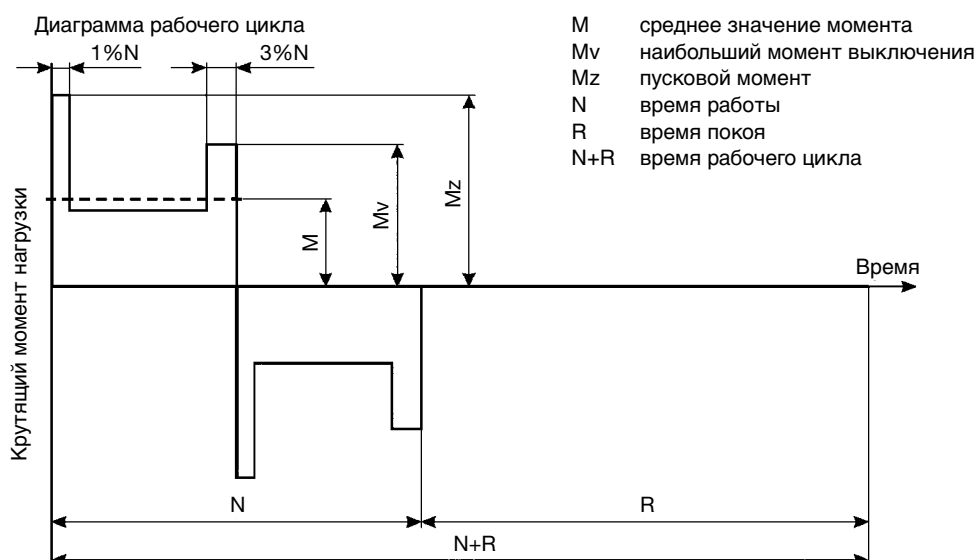 Диаграмма рабочего цикла
1%N
3%N
M среднее значение момента
Mv наибольший момент выключения
Mz пусковой момент
N время работы
R время покоя
N+R время рабочего цикла
Крутящий момент нагрузки
M
Mv
Mz
Время
N
R
N+R